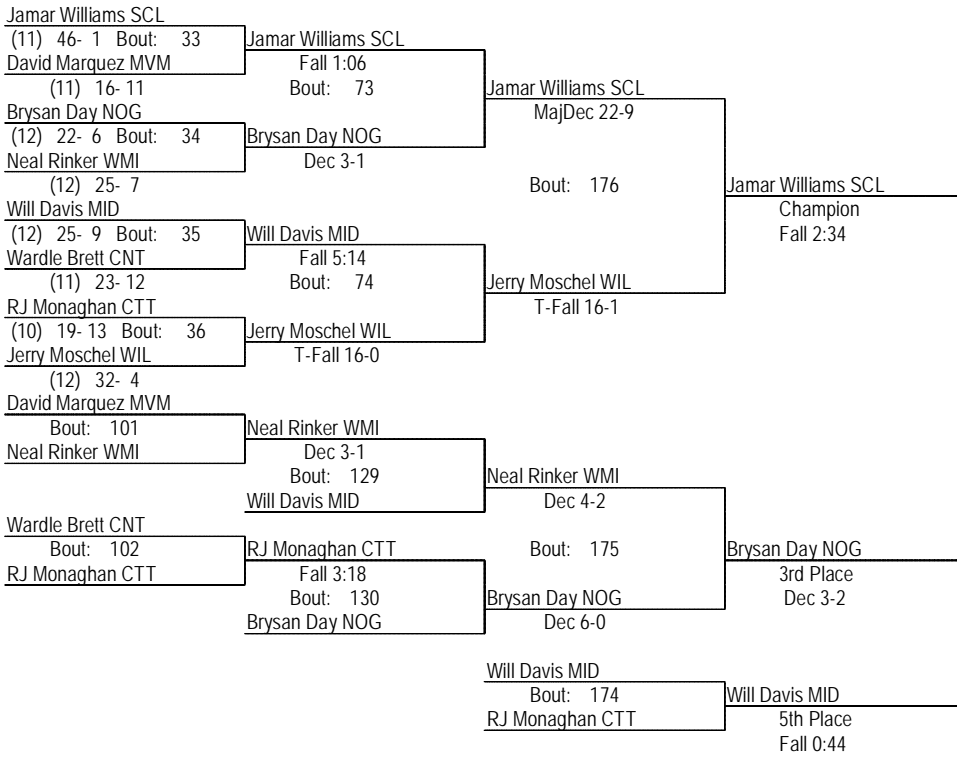 Jamar Williams SCL
(11) 46- 1 Bout: 33
Jamar Williams SCL
David Marquez MVM
Fall 1:06
(11) 16- 11
Bout: 73
Jamar Williams SCL
Brysan Day NOG
MajDec 22-9
(12) 22- 6 Bout: 34
Brysan Day NOG
Neal Rinker WMI
Dec 3-1
(12) 25- 7
Bout: 176
Jamar Williams SCL
Will Davis MID
Champion
(12) 25- 9 Bout: 35
Will Davis MID
Fall 2:34
Wardle Brett CNT
Fall 5:14
(11) 23- 12
Bout: 74
Jerry Moschel WIL
RJ Monaghan CTT
T-Fall 16-1
(10) 19- 13 Bout: 36
Jerry Moschel WIL
Jerry Moschel WIL
T-Fall 16-0
(12) 32- 4
David Marquez MVM
Bout: 101
Neal Rinker WMI
Neal Rinker WMI
Dec 3-1
Bout: 129
Neal Rinker WMI
Will Davis MID
Dec 4-2
Wardle Brett CNT
Bout: 102
RJ Monaghan CTT
Bout: 175
Brysan Day NOG
RJ Monaghan CTT
Fall 3:18
3rd Place
Bout: 130
Brysan Day NOG
Dec 3-2
Brysan Day NOG
Dec 6-0
Will Davis MID
Bout: 174
Will Davis MID
RJ Monaghan CTT
5th Place
Fall 0:44